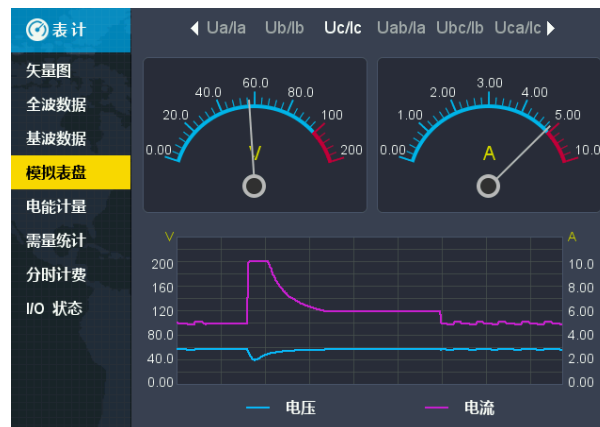 表计
Ua/Ia Ub/Ib Uc/Ic Uab/Ia Ubc/Ib Uca/Ic
矢量图
全波数据
基波数据
模拟表盘
电能计量
需量统计
分时计费
I/O 状态
0.00 20.0 40.0 60.0 80.0 100 200
V
0.00 1.00 2.00 3.00 4.00 5.00 10.0
A
V
200
160
120
80.0
40.0
0.00
A
10.0
8.00
6.00
4.00
2.00
0.00
电压 电流